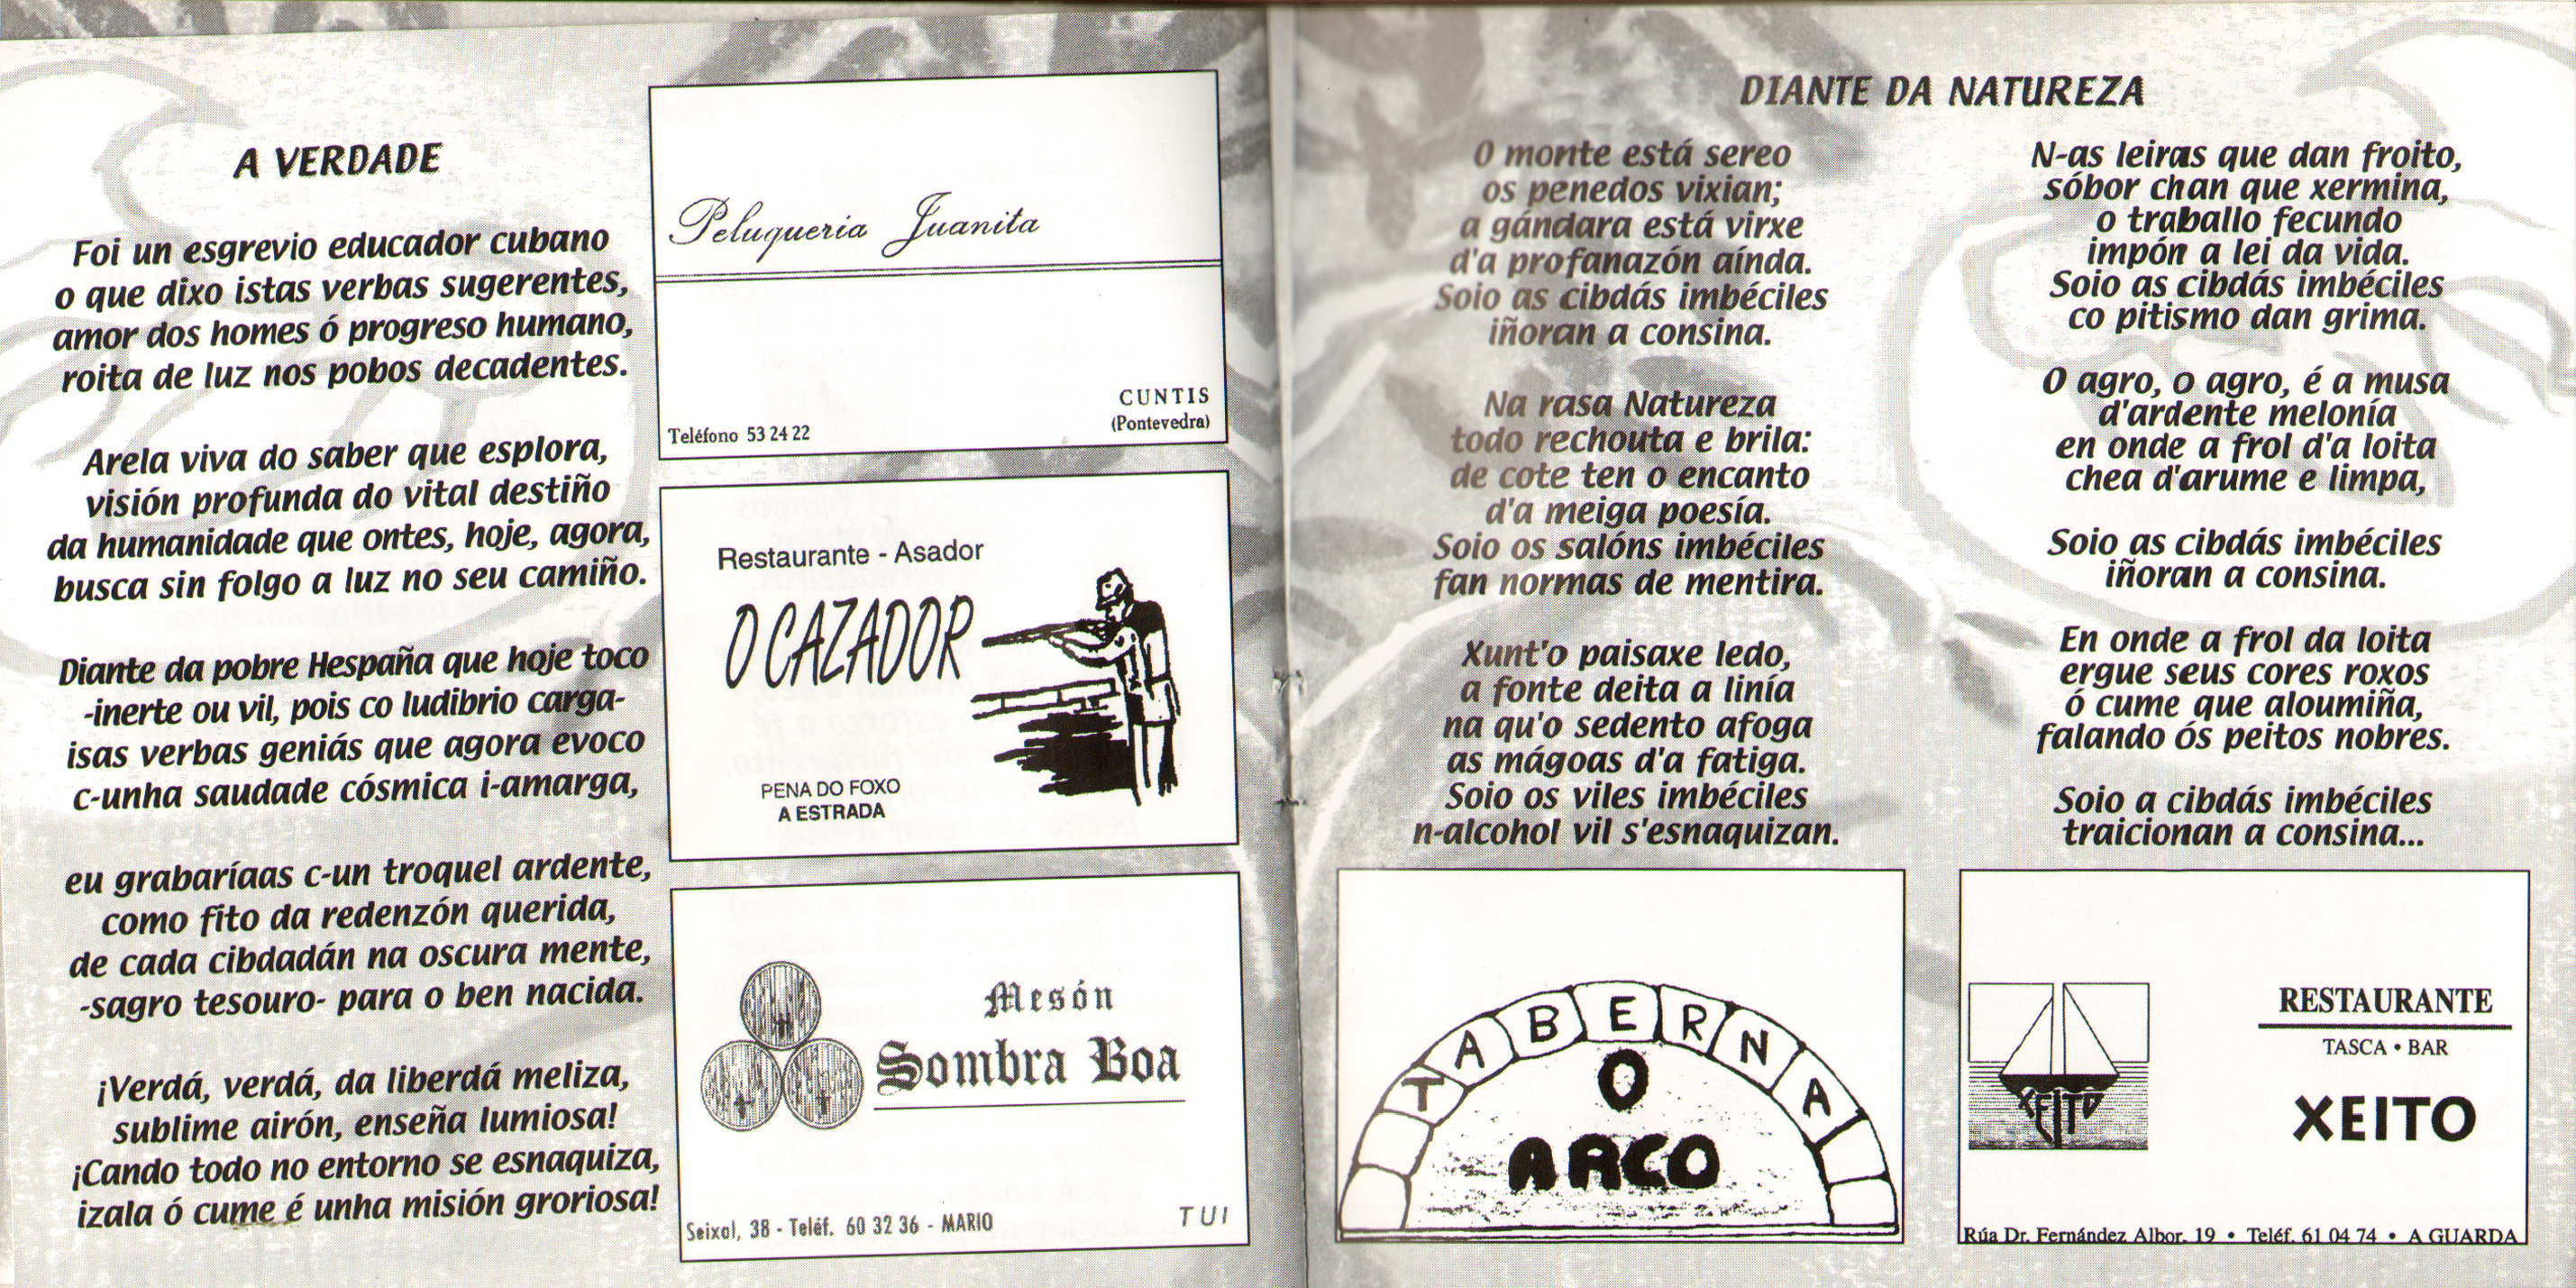 A VERDADE
Foi un esgrevio educador cubano
o que dixo istas verbas sugerentes,
amor dos homes ó progreso humano,
roita de luz nos pobos decadentes.
Arela viva do saber que esplora,
visión profunda do vital destiño
da humanidade que ontes, hoje, agora,
busca sin folgo a luz no seu camiño.
Diante da pobre Hespaña que hoje toco
-inerte ou vil, pois co ludibrio carga-
isas verbas geniás que agora evoco
c-unha saudade cósmica i-amarga,
eu grabaríaas c-un troquel ardente,
como fito da redenzón querida,
de cada cibdadán na oscura mente,
-sagro tesouro- para o ben nacida.
¡Verdá, verdá, da liberdá meliza,
sublime airón, enseña lumiosa!
¡Cando todo no entorno se esnaquiza,
izala ó cume é unha misión groriosa!
Peluqueria Juanita
CUNTIS
(Pontevedra)
Teléfono 53 24 22
Restaurante - Asador
O CAZADOR
PENA DO FOXO
A ESTRADA
Mesón
Sombra Boa
Seixal, 38 - Teléf. 60 32 36 - MARIO
TUI
DIANTE DA NATUREZA
O monte está sereo
os penedos vixian;
a gándara está virxe
d'a profanazón aínda.
Soio as cibdás imbéciles
iñoran a consina.
Na rasa Natureza
todo rechouta e brila:
de cote ten o encanto
d'a meiga poesía.
Soio os salóns imbéciles
fan normas de mentira.
Xunt'o paisaxe ledo,
a fonte deita a linía
na qu'o sedento afoga
as mágoas d'a fatiga.
Soio os viles imbéciles
n-alcohol vil s'esnaquizan.
N-as leiras que dan froito,
sóbor chan que xermina,
o traballo fecundo
impón a lei da vida.
Soio as cibdás imbéciles
co pitismo dan grima.
O agro, o agro, é a musa
d'ardente melonía
en onde a frol d'a loita
chea d'arume e limpa,
Soio as cibdás imbéciles
iñoran a consina.
En onde a frol da loita
ergue seus cores roxos
ó cume que aloumiña,
falando ós peitos nobres.
Soio a cibdás imbéciles
traicionan a consina...
TABERNA
O
ARCO
XEITO
RESTAURANTE
TASCA • BAR
XEITO
Rúa Dr. Fernández Albor, 19 • Teléf. 61 04 74 • A GUARDA